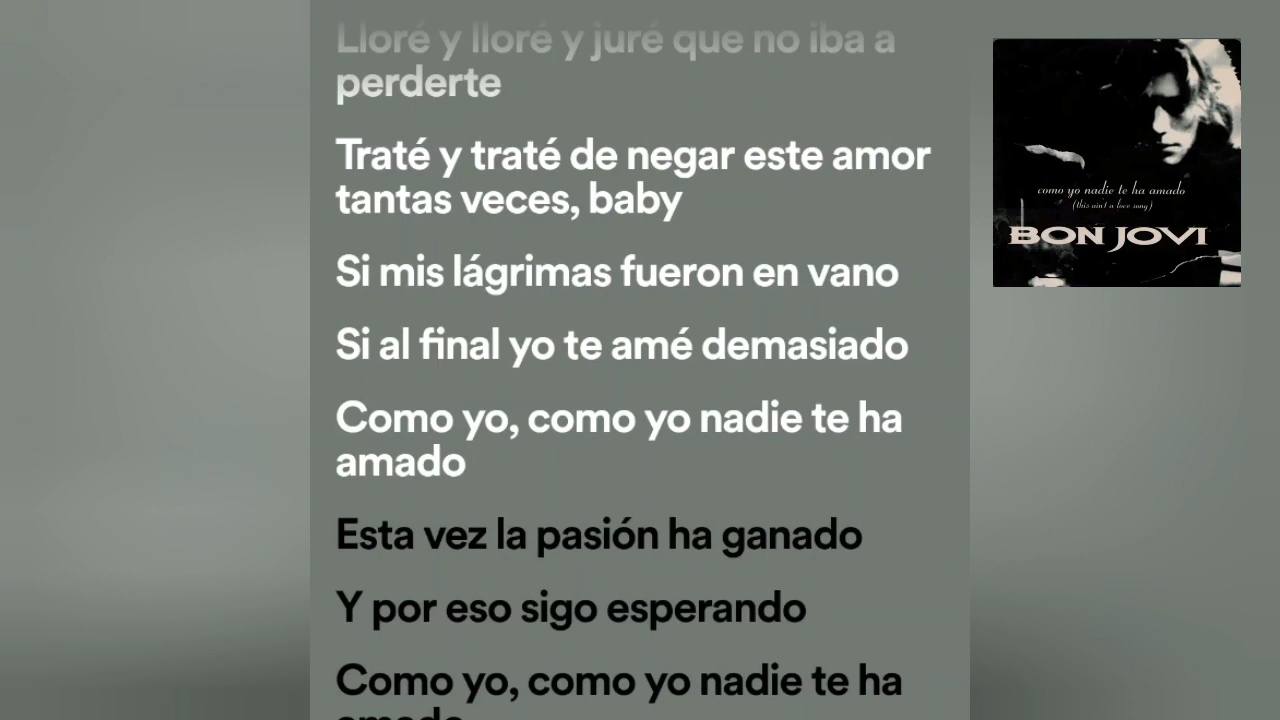 Lloré y lloré y juré que no iba a
perderte
Traté y traté de negar este amor
tantas veces, baby
Si mis lágrimas fueron en vano
Si al final yo te amé demasiado
Como yo, como yo nadie te ha
amado
Esta vez la pasión ha ganado
Y por eso sigo esperando
Como yo, como yo nadie te ha
amado
como yo nadie te ha amado
(this ain't a love song)
BON JOVI